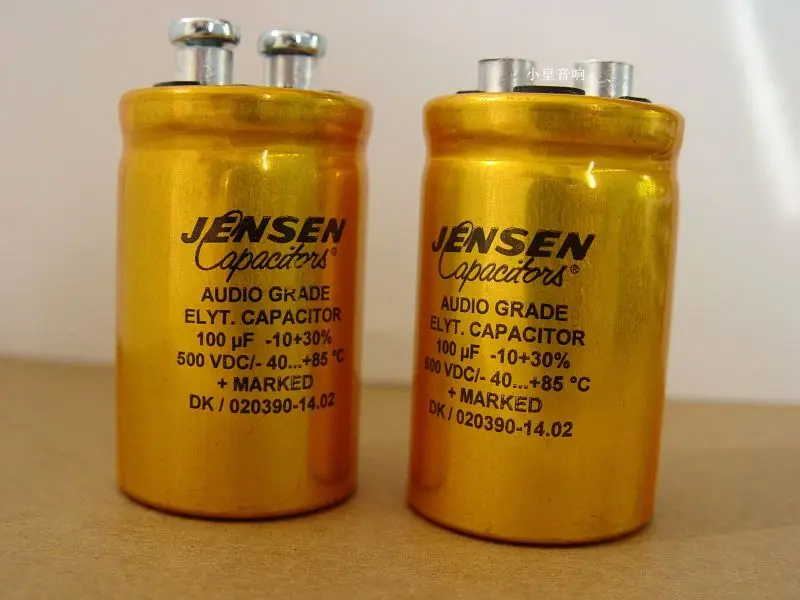 小皇音响
JENSEN
Capacitors®
AUDIO GRADE
ELYT. CAPACITOR
100 µF -10+30%
500 VDC/- 40...+85 °C
+ MARKED
DK / 020390-14.02
JENSEN
Capacitors®
AUDIO GRADE
ELYT. CAPACITOR
100 µF -10+30%
500 VDC/- 40...+85 °C
+ MARKED
DK / 020390-14.02